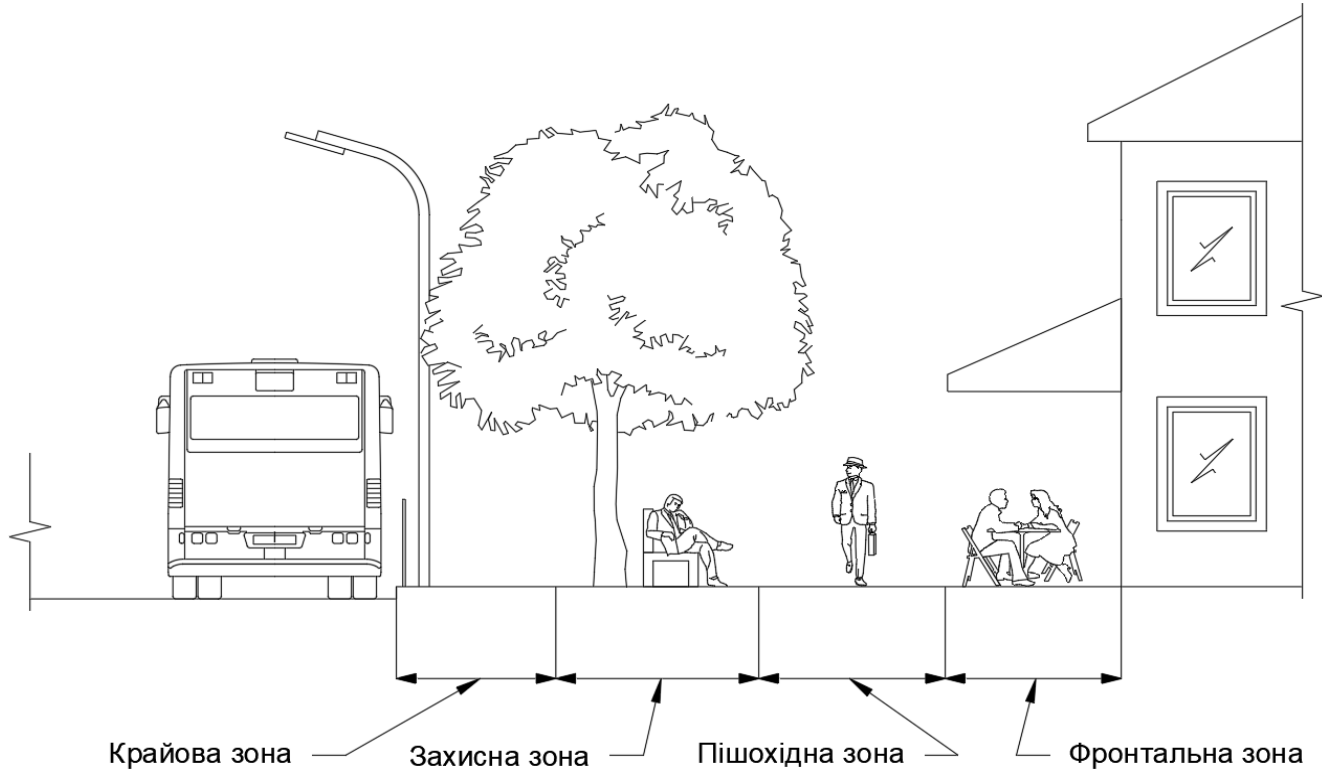 Крайова зона
Захисна зона
Пішохідна зона
Фронтальна зона